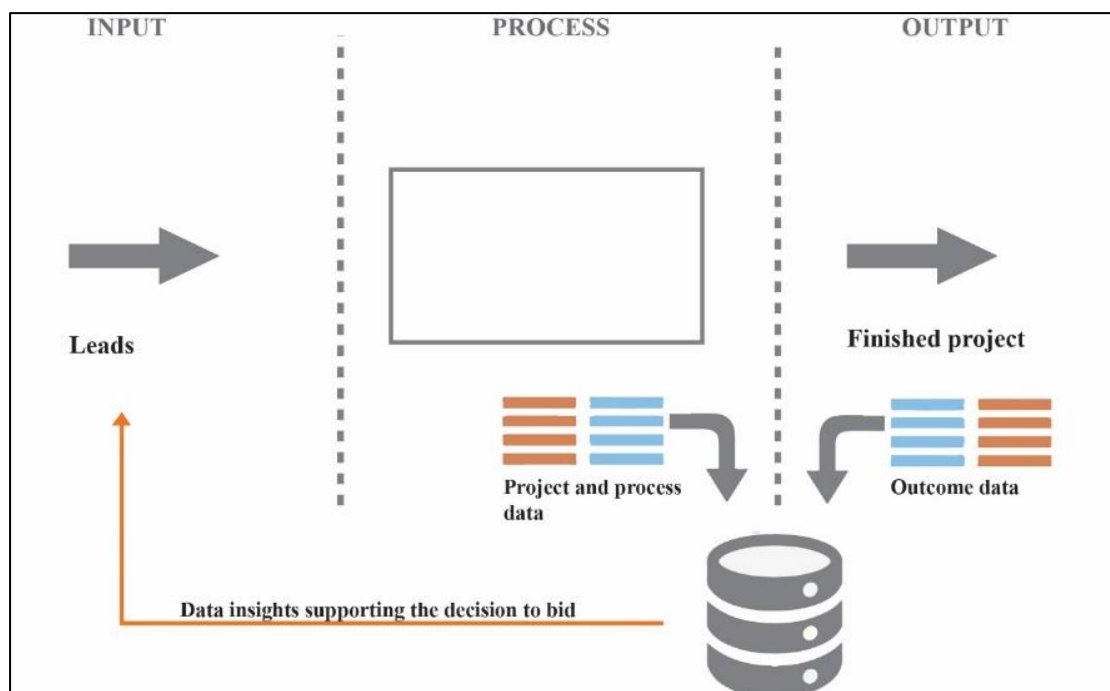 INPUT
PROCESS
OUTPUT
Leads
Finished project
Project and process
data
Outcome data
Data insights supporting the decision to bid